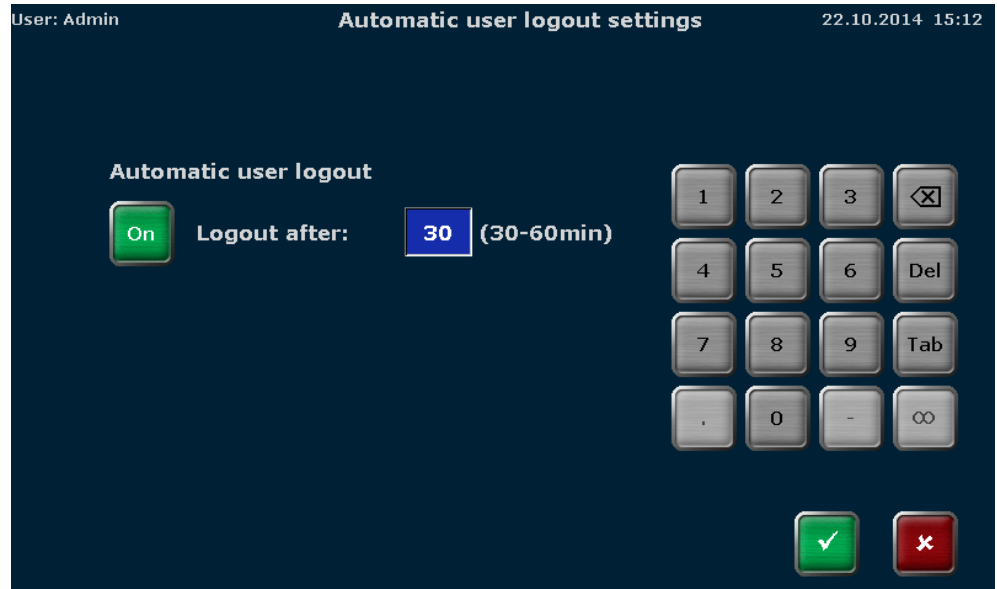 User: Admin Automatic user logout settings 22.10.2014 15:12
Automatic user logout
On Logout after: 30 (30-60min)
1 2 3
4 5 6 Del
7 8 9 Tab
. 0 - ∞